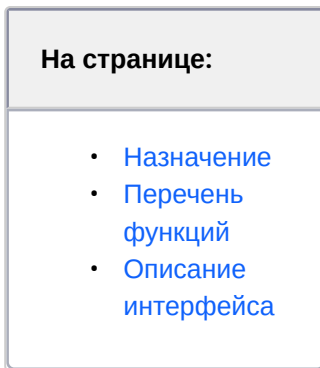 На странице:
• Назначение
• Перечень
функций
• Описание
интерфейса